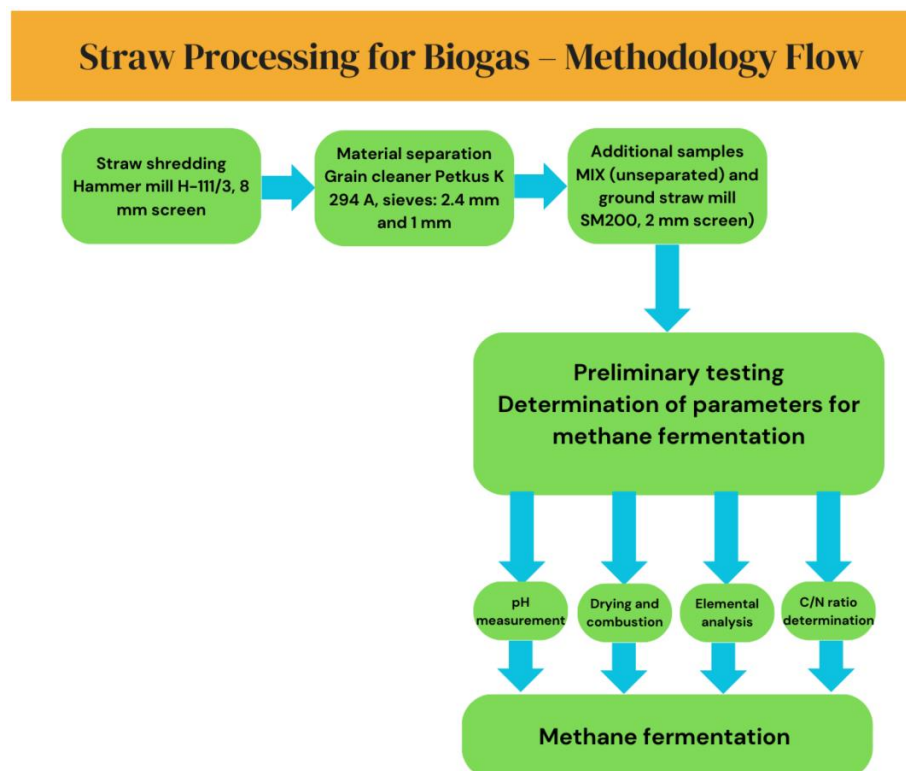 Straw Processing for Biogas – Methodology Flow
Straw shredding
Hammer mill H-111/3, 8
mm screen
Material separation
Grain cleaner Petkus K
294 A, sieves: 2.4 mm
and 1 mm
Additional samples
MIX (unseparated) and
ground straw mill
SM200, 2 mm screen)
Preliminary testing
Determination of parameters for
methane fermentation
pH
measurement
Drying and
combustion
Elemental
analysis
C/N ratio
determination
Methane fermentation